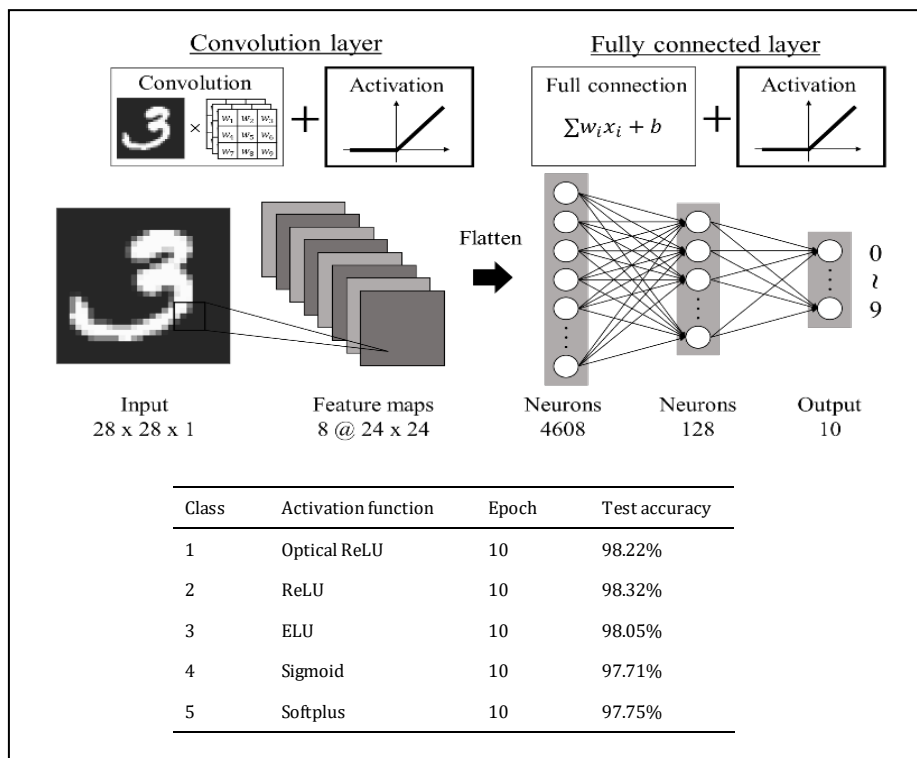 Convolution layer
Fully connected layer
Convolution
Activation
Full connection
Activation
×
w₁ w₂ w₃
w₄ w₅ w₆
w₇ w₈ w₉
+
∑wᵢxᵢ + b
+
Flatten
0
~
9
Input
28 x 28 x 1
Feature maps
8 @ 24 x 24
Neurons
4608
Neurons
128
Output
10
Class Activation function Epoch Test accuracy
1 Optical ReLU 10 98.22%
2 ReLU 10 98.32%
3 ELU 10 98.05%
4 Sigmoid 10 97.71%
5 Softplus 10 97.75%